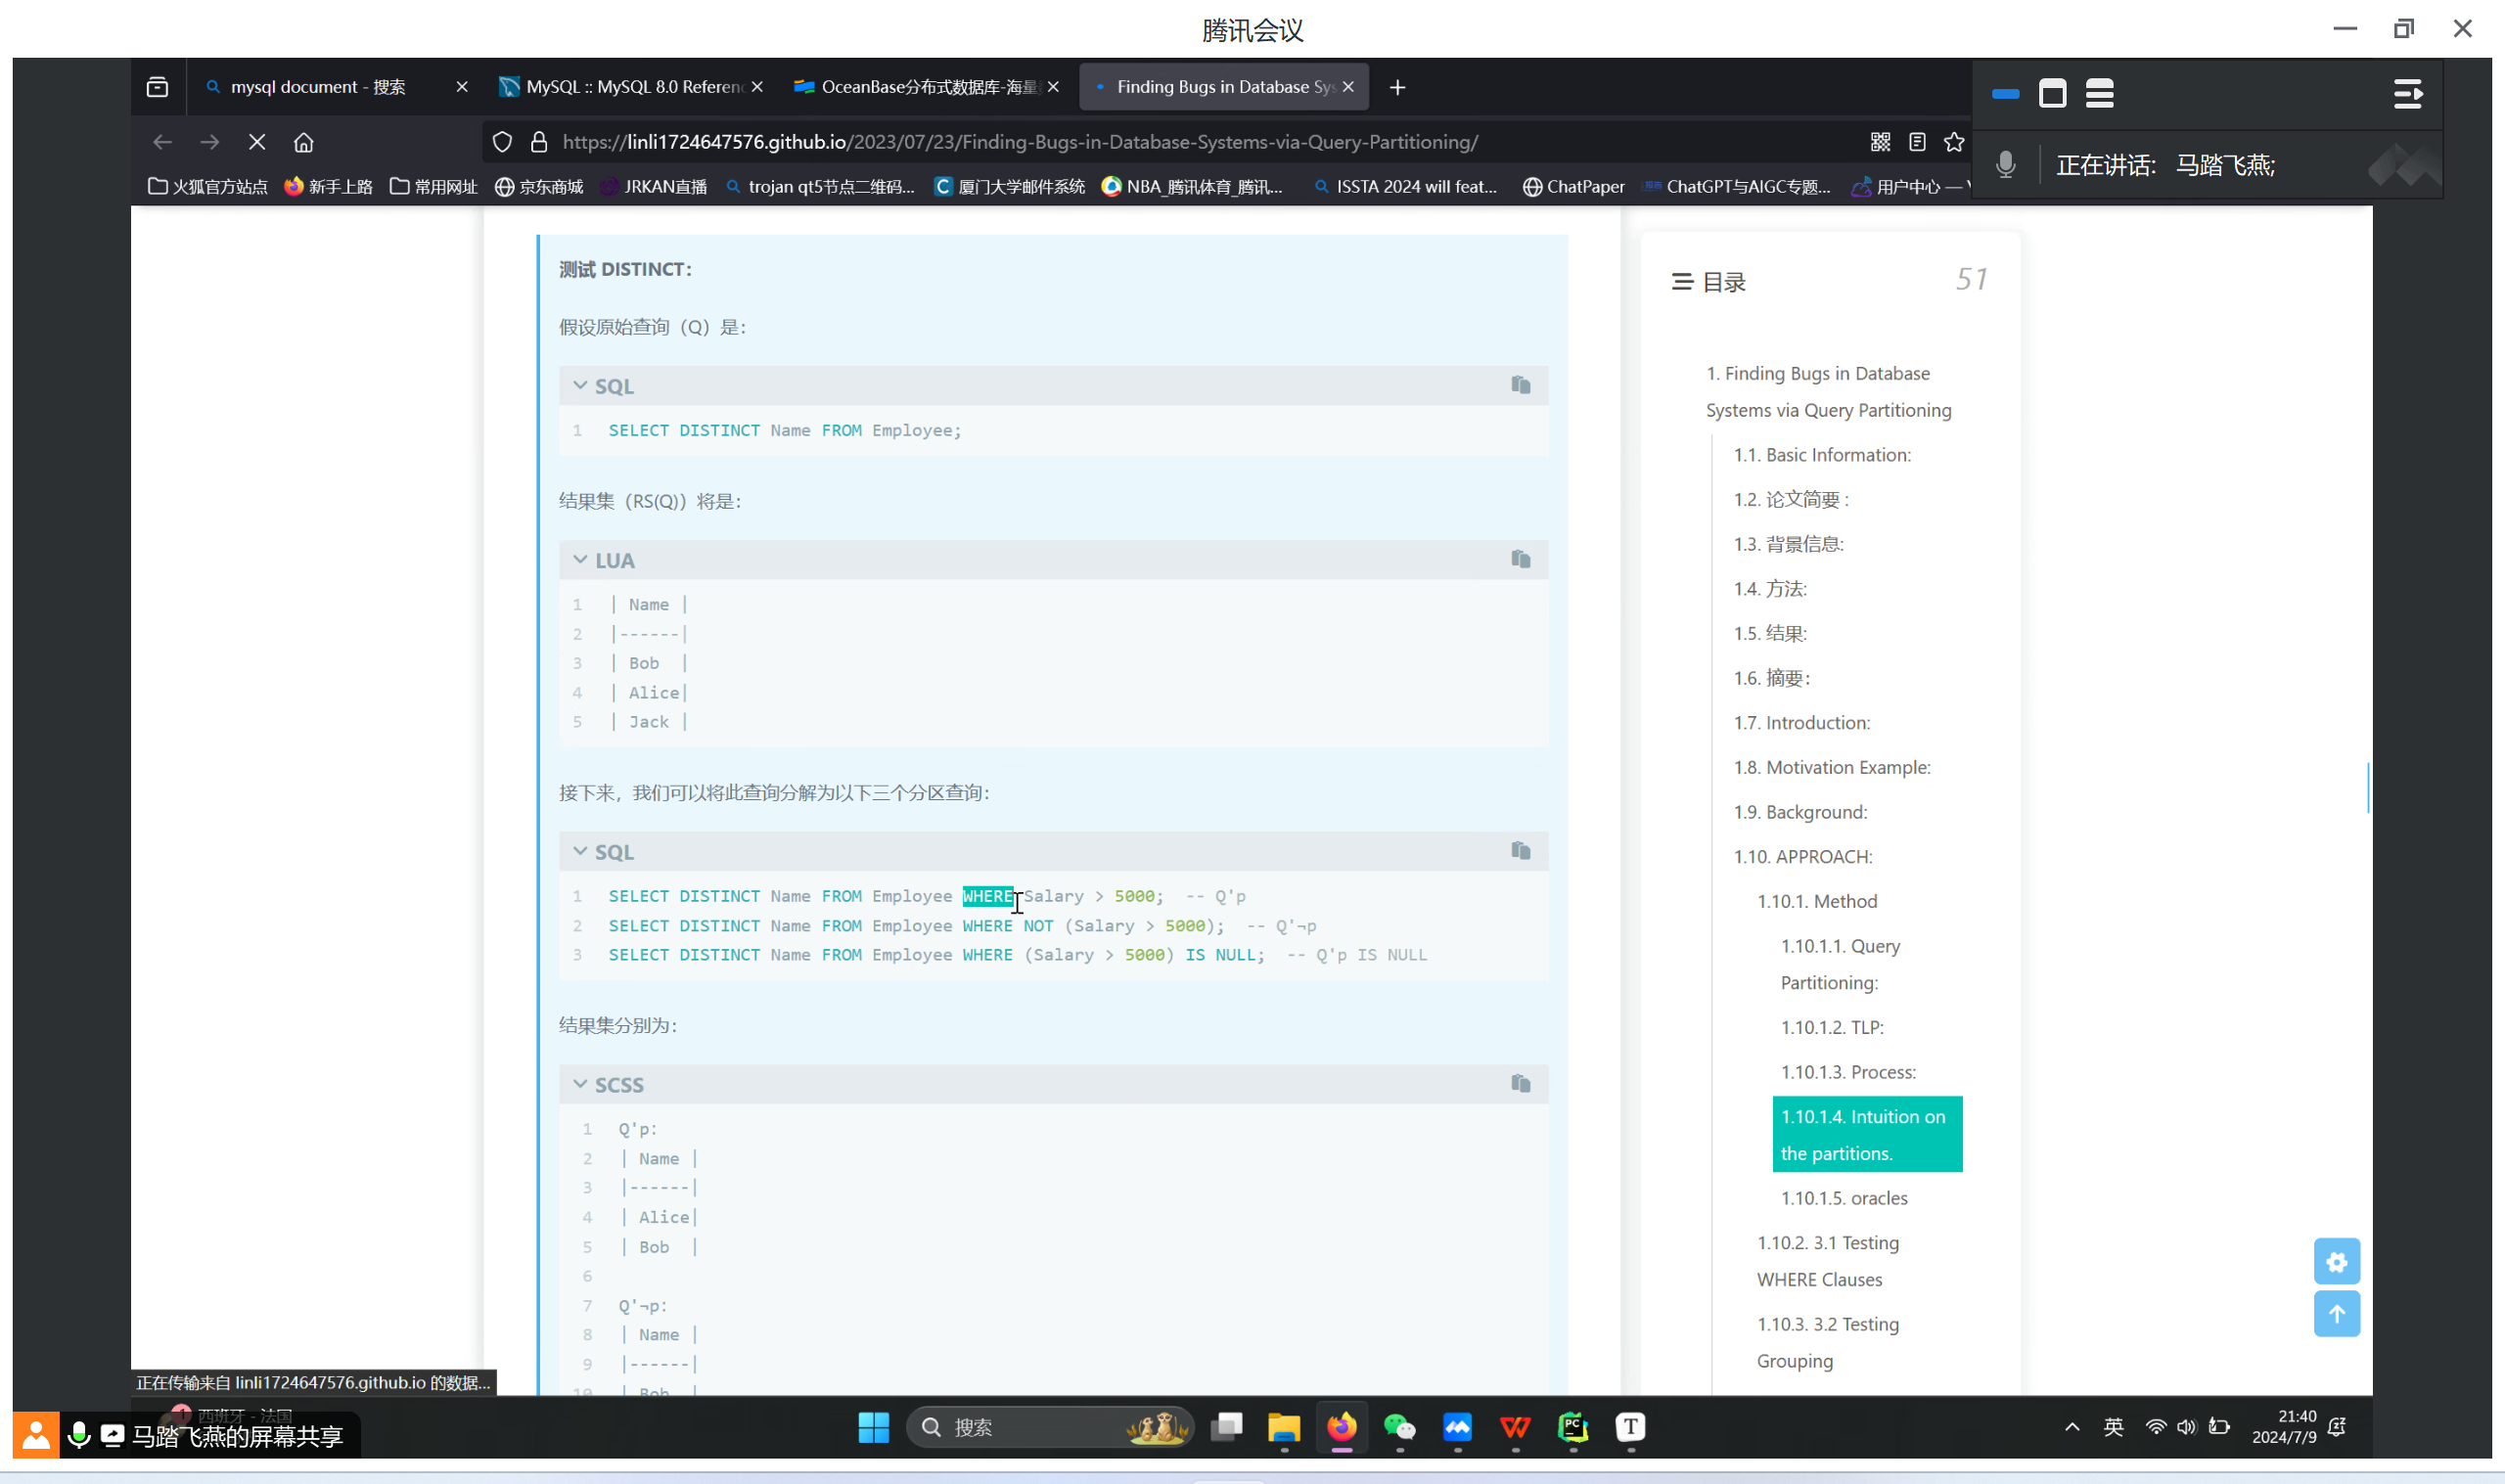 腾讯会议
mysql document - 搜索
MySQL :: MySQL 8.0 Referenc
OceanBase分布式数据库-海量
Finding Bugs in Database Sys
https://linli1724647576.github.io/2023/07/23/Finding-Bugs-in-Database-Systems-via-Query-Partitioning/
正在讲话: 马踏飞燕;
火狐官方站点 新手上路 常用网址 京东商城 JRKAN直播 trojan qt5节点二维码... 厦门大学邮件系统 NBA_腾讯体育_腾讯... ISSTA 2024 will feat... ChatPaper ChatGPT与AIGC专题... 用户中心 —
测试 DISTINCT：
假设原始查询（Q）是：
SQL
1 SELECT DISTINCT Name FROM Employee;
结果集（RS(Q)）将是：
LUA
1 | Name |
2 |------|
3 | Bob  |
4 | Alice|
5 | Jack |
接下来，我们可以将此查询分解为以下三个分区查询：
SQL
1 SELECT DISTINCT Name FROM Employee WHERE Salary > 5000;  -- Q'p
2 SELECT DISTINCT Name FROM Employee WHERE NOT (Salary > 5000);  -- Q'¬p
3 SELECT DISTINCT Name FROM Employee WHERE (Salary > 5000) IS NULL;  -- Q'p IS NULL
结果集分别为：
SCSS
1 Q'p:
2 | Name |
3 |------|
4 | Alice|
5 | Bob  |
6
7 Q'¬p:
8 | Name |
9 |------|
10 | Bob  |
目录 51
1. Finding Bugs in Database
Systems via Query Partitioning
1.1. Basic Information:
1.2. 论文简要 :
1.3. 背景信息:
1.4. 方法:
1.5. 结果:
1.6. 摘要：
1.7. Introduction:
1.8. Motivation Example:
1.9. Background:
1.10. APPROACH:
1.10.1. Method
1.10.1.1. Query
Partitioning:
1.10.1.2. TLP:
1.10.1.3. Process:
1.10.1.4. Intuition on
the partitions.
1.10.1.5. oracles
1.10.2. 3.1 Testing
WHERE Clauses
1.10.3. 3.2 Testing
Grouping
正在传输来自 linli1724647576.github.io 的数据...
西班牙 - 法国
马踏飞燕的屏幕共享
搜索
英
21:40
2024/7/9